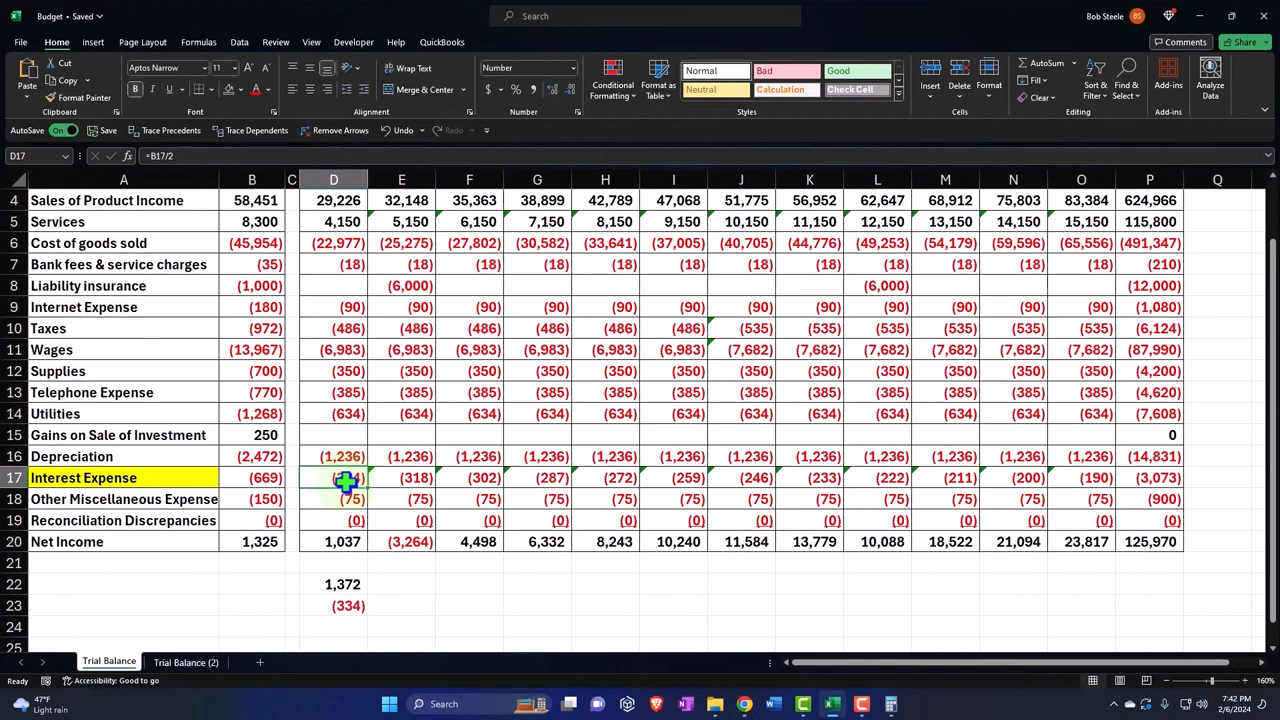 Budget • Saved
Search
Bob Steele
BS
File Home Insert Page Layout Formulas Data Review View Developer Help QuickBooks
Comments Share
Paste
Cut
Copy
Format Painter
Clipboard
Aptos Narrow 11
B I U
Font
Wrap Text
Merge & Center
Alignment
Number
$ %
Number
Conditional Formatting
Format as Table
Normal Bad Good
Neutral Calculation Check Cell
Styles
Insert Delete Format
Cells
AutoSum
Fill
Clear
Sort & Filter
Find & Select
Editing
Add-ins
Add-ins
Analyze Data
AutoSave On Save Trace Precedents Trace Dependents Remove Arrows Undo Redo
D17 fx =B17/2
A B C D E F G H I J K L M N O P Q
4 Sales of Product Income 58,451 29,226 32,148 35,363 38,899 42,789 47,068 51,775 56,952 62,647 68,912 75,803 83,384 624,966
5 Services 8,300 4,150 5,150 6,150 7,150 8,150 9,150 10,150 11,150 12,150 13,150 14,150 15,150 115,800
6 Cost of goods sold (45,954) (22,977) (25,275) (27,802) (30,582) (33,641) (37,005) (40,705) (44,776) (49,253) (54,179) (59,596) (65,556) (491,347)
7 Bank fees & service charges (35) (18) (18) (18) (18) (18) (18) (18) (18) (18) (18) (18) (18) (210)
8 Liability insurance (1,000) (6,000) (6,000) (12,000)
9 Internet Expense (180) (90) (90) (90) (90) (90) (90) (90) (90) (90) (90) (90) (90) (1,080)
10 Taxes (972) (486) (486) (486) (486) (486) (486) (535) (535) (535) (535) (535) (535) (6,124)
11 Wages (13,967) (6,983) (6,983) (6,983) (6,983) (6,983) (6,983) (7,682) (7,682) (7,682) (7,682) (7,682) (7,682) (87,990)
12 Supplies (700) (350) (350) (350) (350) (350) (350) (350) (350) (350) (350) (350) (350) (4,200)
13 Telephone Expense (770) (385) (385) (385) (385) (385) (385) (385) (385) (385) (385) (385) (385) (4,620)
14 Utilities (1,268) (634) (634) (634) (634) (634) (634) (634) (634) (634) (634) (634) (634) (7,608)
15 Gains on Sale of Investment 250 0
16 Depreciation (2,472) (1,236) (1,236) (1,236) (1,236) (1,236) (1,236) (1,236) (1,236) (1,236) (1,236) (1,236) (1,236) (14,831)
17 Interest Expense (669) (318) (302) (287) (272) (259) (246) (233) (222) (211) (200) (190) (3,073)
18 Other Miscellaneous Expense (150) (75) (75) (75) (75) (75) (75) (75) (75) (75) (75) (75) (75) (900)
19 Reconciliation Discrepancies (0) (0) (0) (0) (0) (0) (0) (0) (0) (0) (0) (0) (0) (0)
20 Net Income 1,325 1,037 (3,264) 4,498 6,332 8,243 10,240 11,584 13,779 10,088 18,522 21,094 23,817 125,970
21
22 1,372
23 (334)
24
25
Trial Balance Trial Balance (2)
Ready Accessibility: Good to go 160%
47°F
Light rain
Search
7:42 PM
2/6/2024